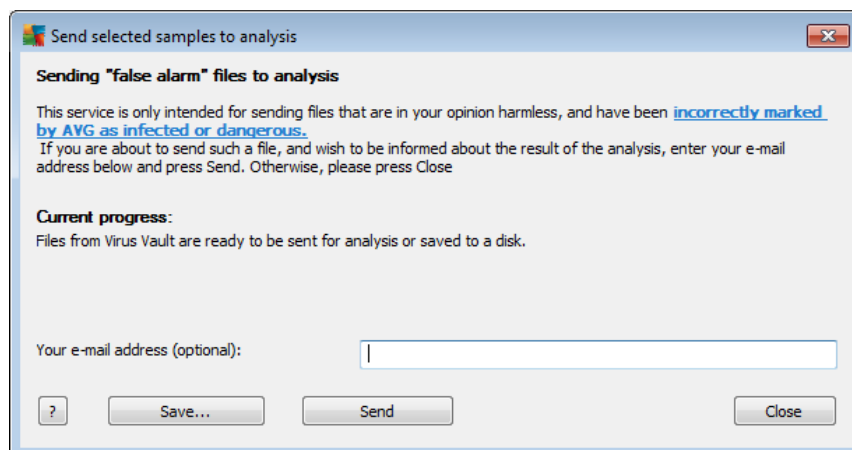 Send selected samples to analysis
Sending "false alarm" files to analysis
This service is only intended for sending files that are in your opinion harmless, and have been incorrectly marked
by AVG as infected or dangerous.
If you are about to send such a file, and wish to be informed about the result of the analysis, enter your e-mail
address below and press Send. Otherwise, please press Close
Current progress:
Files from Virus Vault are ready to be sent for analysis or saved to a disk.
Your e-mail address (optional):
? Save... Send Close